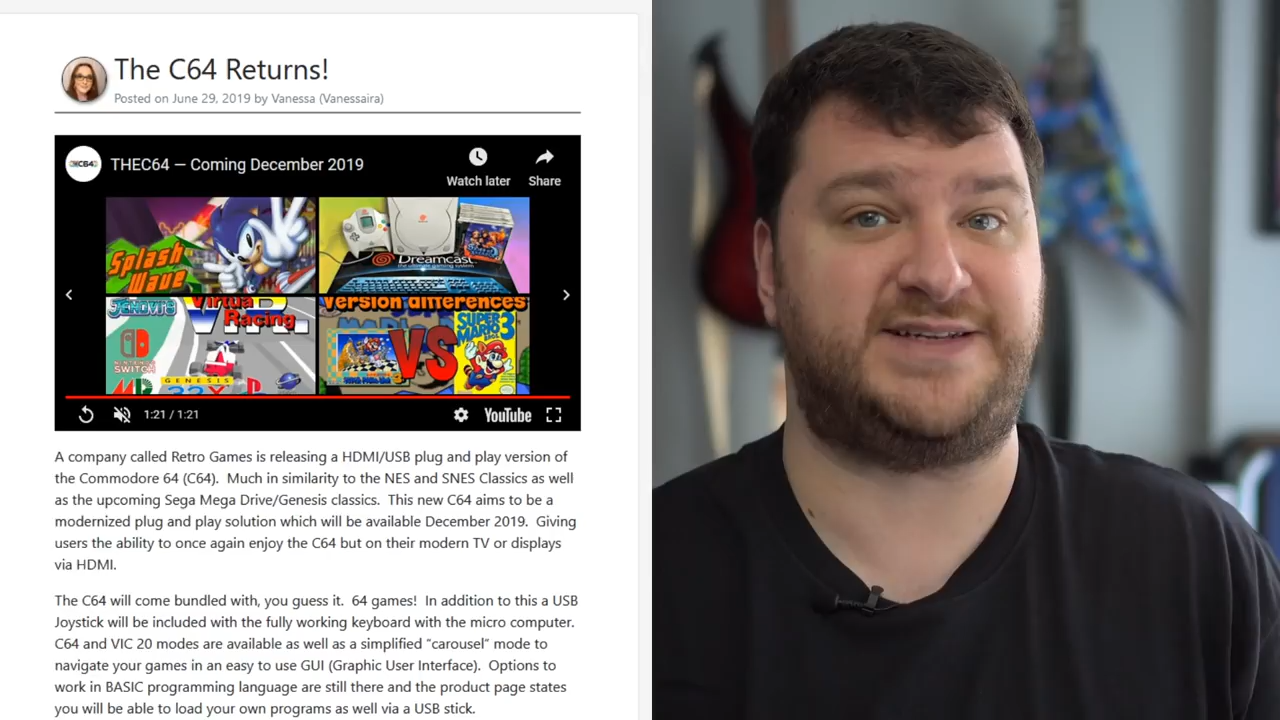 The C64 Returns!
Posted on June 29, 2019 by Vanessa (Vanessaira)
THEC64 — Coming December 2019
Watch later
Share
Splash
Wave
Dreamcast
Virtua
Racing
NINTENDO
SWITCH
GENESIS
32X
version differences
VS
SUPER
MARIO
3
1:21 / 1:21
YouTube
A company called Retro Games is releasing a HDMI/USB plug and play version of
the Commodore 64 (C64). Much in similarity to the NES and SNES Classics as well
as the upcoming Sega Mega Drive/Genesis classics. This new C64 aims to be a
modernized plug and play solution which will be available December 2019. Giving
users the ability to once again enjoy the C64 but on their modern TV or displays
via HDMI.
The C64 will come bundled with, you guess it. 64 games! In addition to this a USB
Joystick will be included with the fully working keyboard with the micro computer.
C64 and VIC 20 modes are available as well as a simplified “carousel” mode to
navigate your games in an easy to use GUI (Graphic User Interface). Options to
work in BASIC programming language are still there and the product page states
you will be able to load your own programs as well via a USB stick.